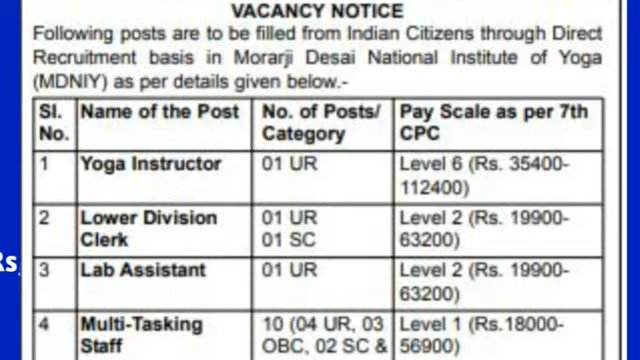 VACANCY NOTICE
Following posts are to be filled from Indian Citizens through Direct
Recruitment basis in Morarji Desai National Institute of Yoga
(MDNIY) as per details given below.-
Sl. No. Name of the Post No. of Posts/ Category Pay Scale as per 7th CPC
1 Yoga Instructor 01 UR Level 6 (Rs. 35400-
112400)
2 Lower Division Clerk 01 UR 01 SC Level 2 (Rs. 19900-
63200)
3 Lab Assistant 01 UR Level 2 (Rs. 19900-
63200)
4 Multi-Tasking Staff 10 (04 UR, 03 OBC, 02 SC & Level 1 (Rs.18000-
56900)